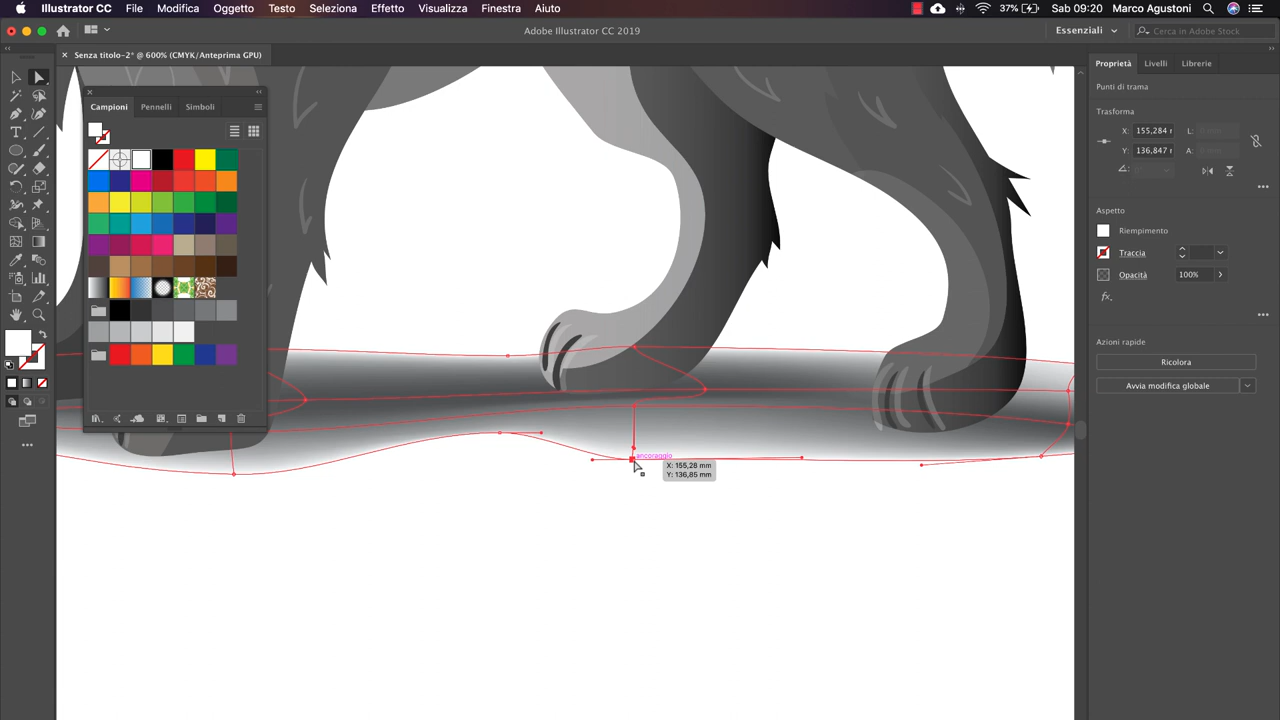 Illustrator CC File Modifica Oggetto Testo Seleziona Effetto Visualizza Finestra Aiuto 37% Sab 09:20 Marco Agustoni
Adobe Illustrator CC 2019
Essenziali
Cerca in Adobe Stock
Senza titolo-2* @ 600% (CMYK/Anteprima GPU)
Campioni Pennelli Simboli
Proprietà Livelli Librerie
Punti di trama
Trasforma
X: 155,284 L:
Y: 136,847 A:
Aspetto
Riempimento
Traccia
Opacità 100%
fx.
Azioni rapide
Ricolora
Avvia modifica globale
ancoraggio
X: 155,28 mm
Y: 136,85 mm